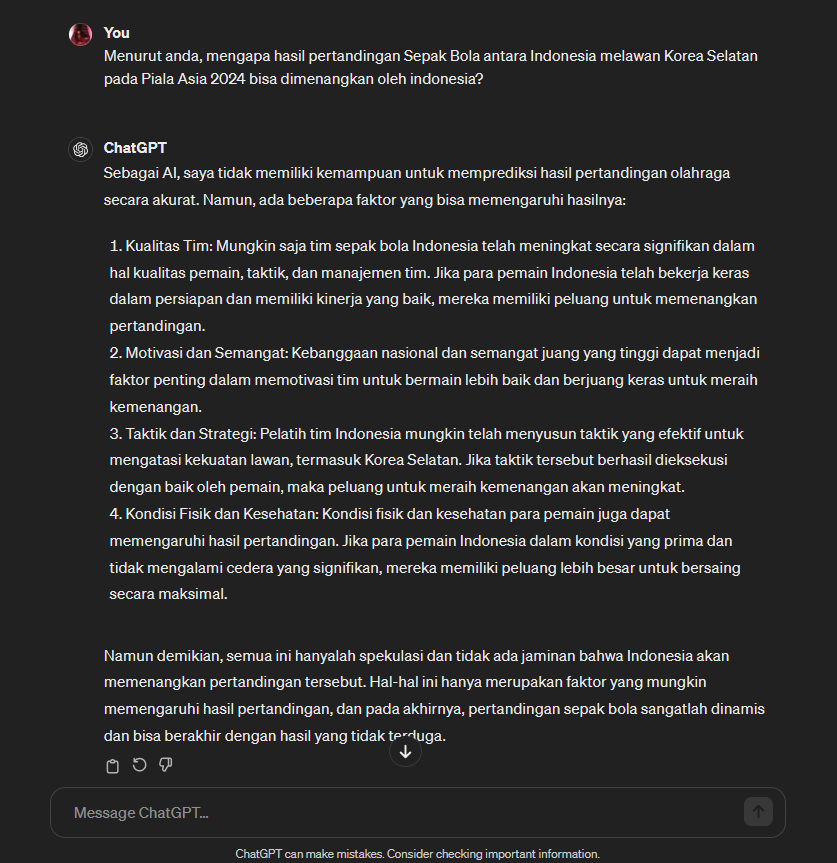 You
Menurut anda, mengapa hasil pertandingan Sepak Bola antara Indonesia melawan Korea Selatan
pada Piala Asia 2024 bisa dimenangkan oleh indonesia?
ChatGPT
Sebagai AI, saya tidak memiliki kemampuan untuk memprediksi hasil pertandingan olahraga
secara akurat. Namun, ada beberapa faktor yang bisa memengaruhi hasilnya:
1. Kualitas Tim: Mungkin saja tim sepak bola Indonesia telah meningkat secara signifikan dalam
hal kualitas pemain, taktik, dan manajemen tim. Jika para pemain Indonesia telah bekerja keras
dalam persiapan dan memiliki kinerja yang baik, mereka memiliki peluang untuk memenangkan
pertandingan.
2. Motivasi dan Semangat: Kebanggaan nasional dan semangat juang yang tinggi dapat menjadi
faktor penting dalam memotivasi tim untuk bermain lebih baik dan berjuang keras untuk meraih
kemenangan.
3. Taktik dan Strategi: Pelatih tim Indonesia mungkin telah menyusun taktik yang efektif untuk
mengatasi kekuatan lawan, termasuk Korea Selatan. Jika taktik tersebut berhasil dieksekusi
dengan baik oleh pemain, maka peluang untuk meraih kemenangan akan meningkat.
4. Kondisi Fisik dan Kesehatan: Kondisi fisik dan kesehatan para pemain juga dapat
memengaruhi hasil pertandingan. Jika para pemain Indonesia dalam kondisi yang prima dan
tidak mengalami cedera yang signifikan, mereka memiliki peluang lebih besar untuk bersaing
secara maksimal.
Namun demikian, semua ini hanyalah spekulasi dan tidak ada jaminan bahwa Indonesia akan
memenangkan pertandingan tersebut. Hal-hal ini hanya merupakan faktor yang mungkin
memengaruhi hasil pertandingan, dan pada akhirnya, pertandingan sepak bola sangatlah dinamis
dan bisa berakhir dengan hasil yang tidak terduga.
Message ChatGPT...
ChatGPT can make mistakes. Consider checking important information.